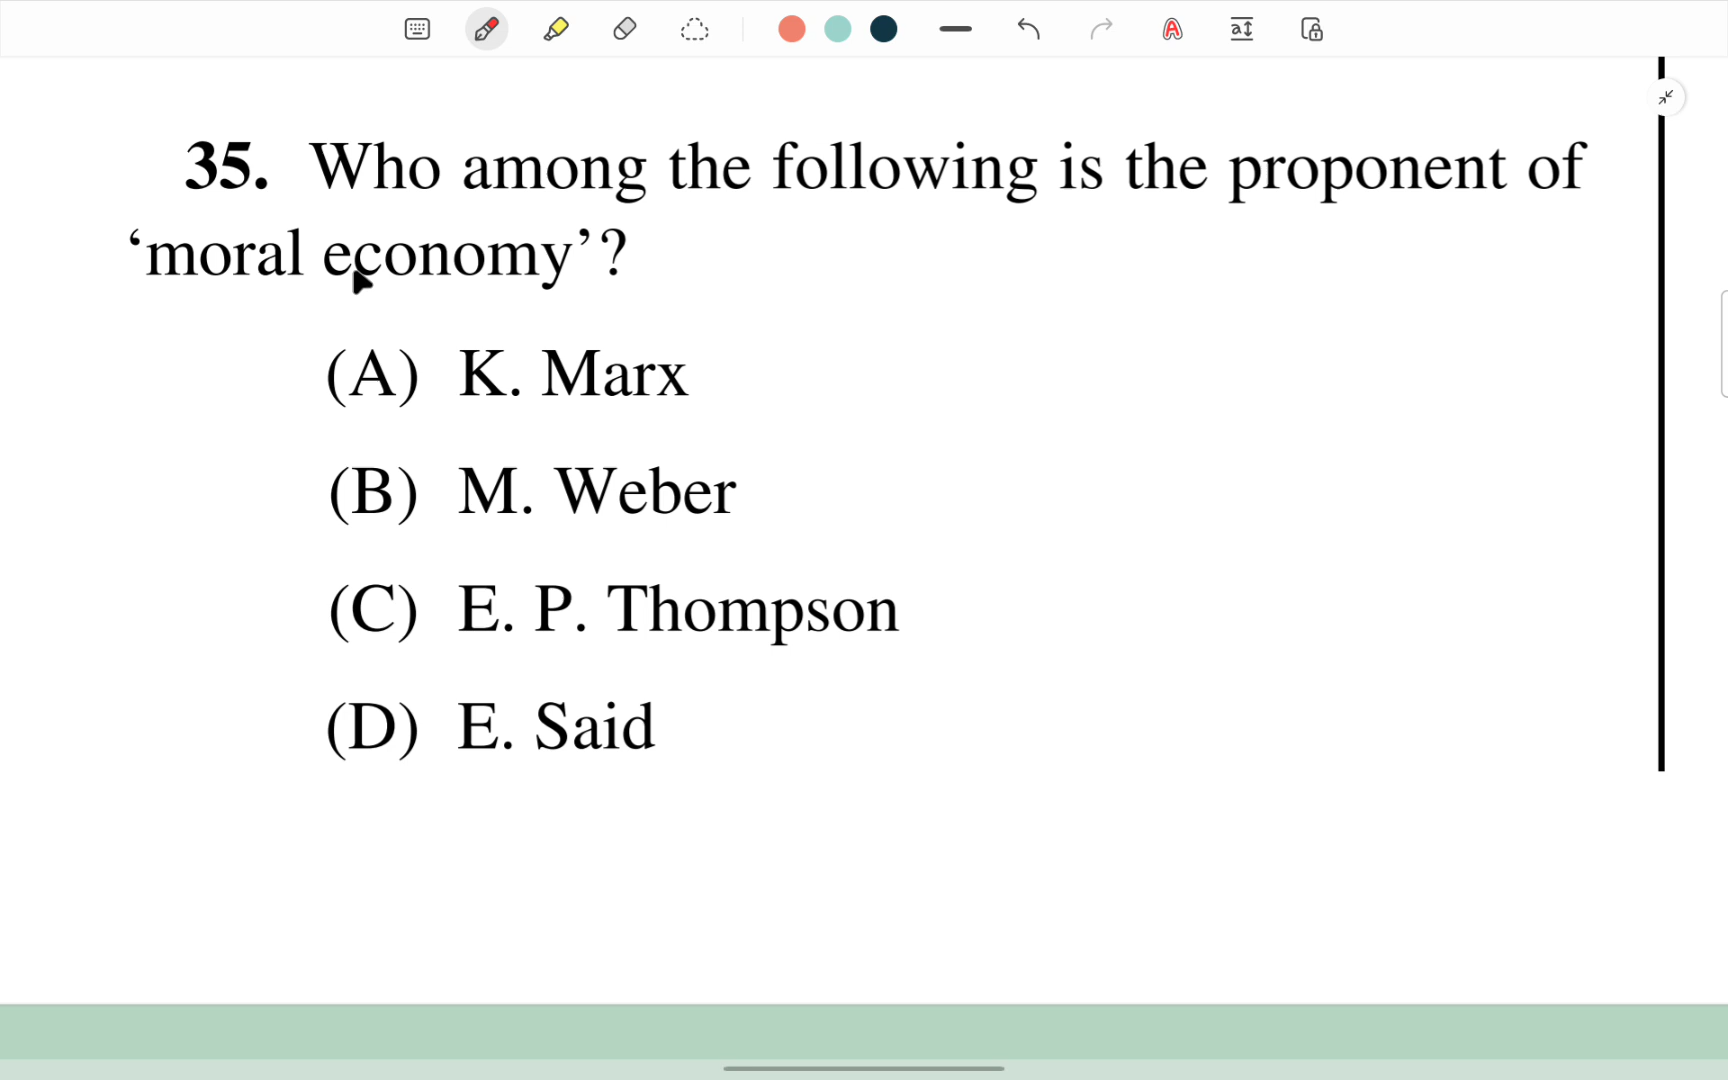 35. Who among the following is the proponent of
‘moral economy’?
(A) K. Marx
(B) M. Weber
(C) E. P. Thompson
(D) E. Said